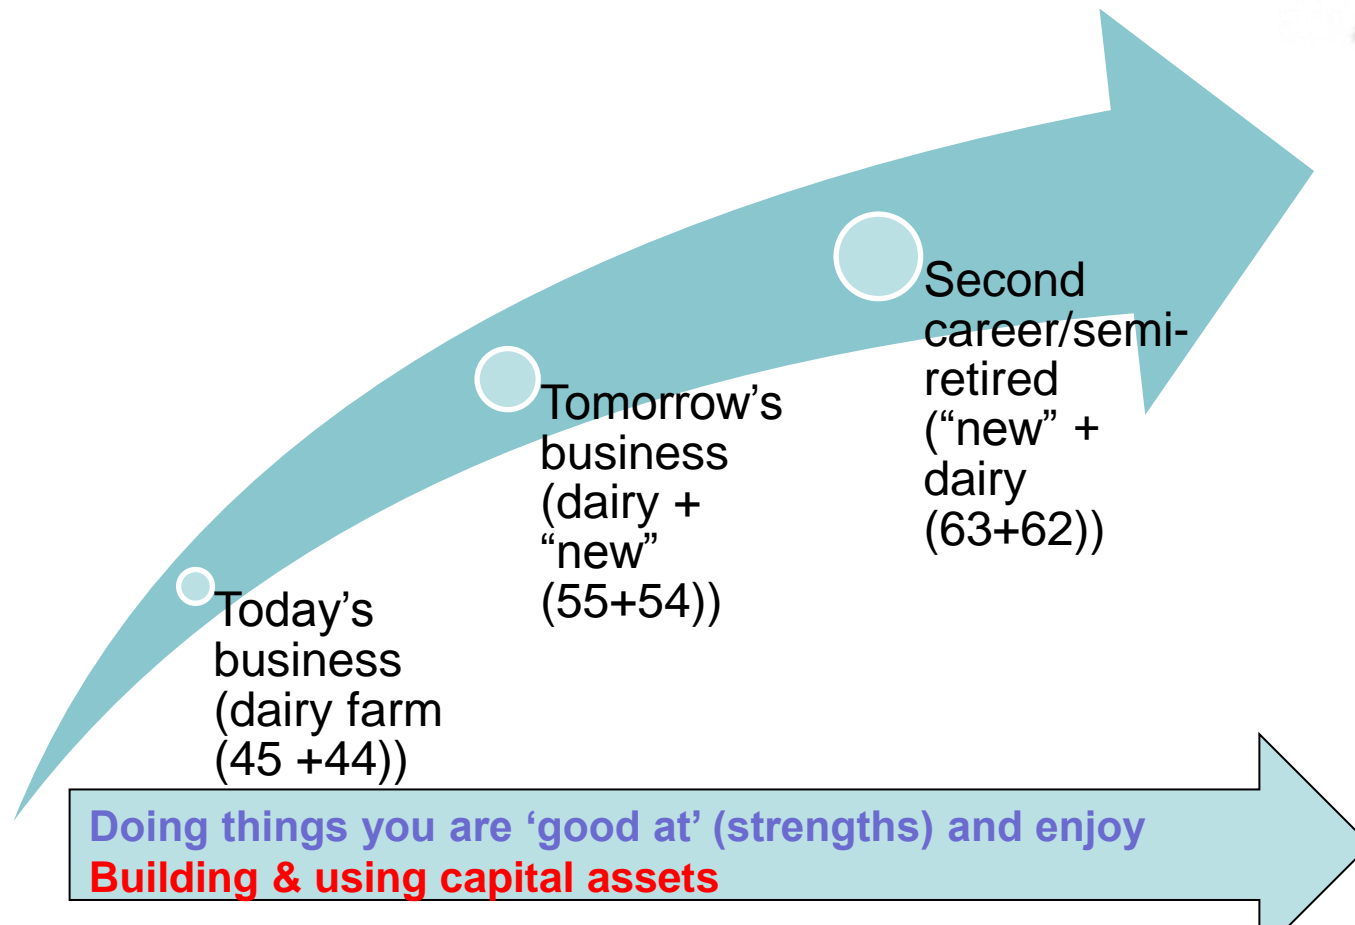 Today’s
business
(dairy farm
(45 +44))
Tomorrow’s
business
(dairy +
“new”
(55+54))
Second
career/semi-
retired
(“new” +
dairy
(63+62))
Doing things you are ‘good at’ (strengths) and enjoy
Building & using capital assets